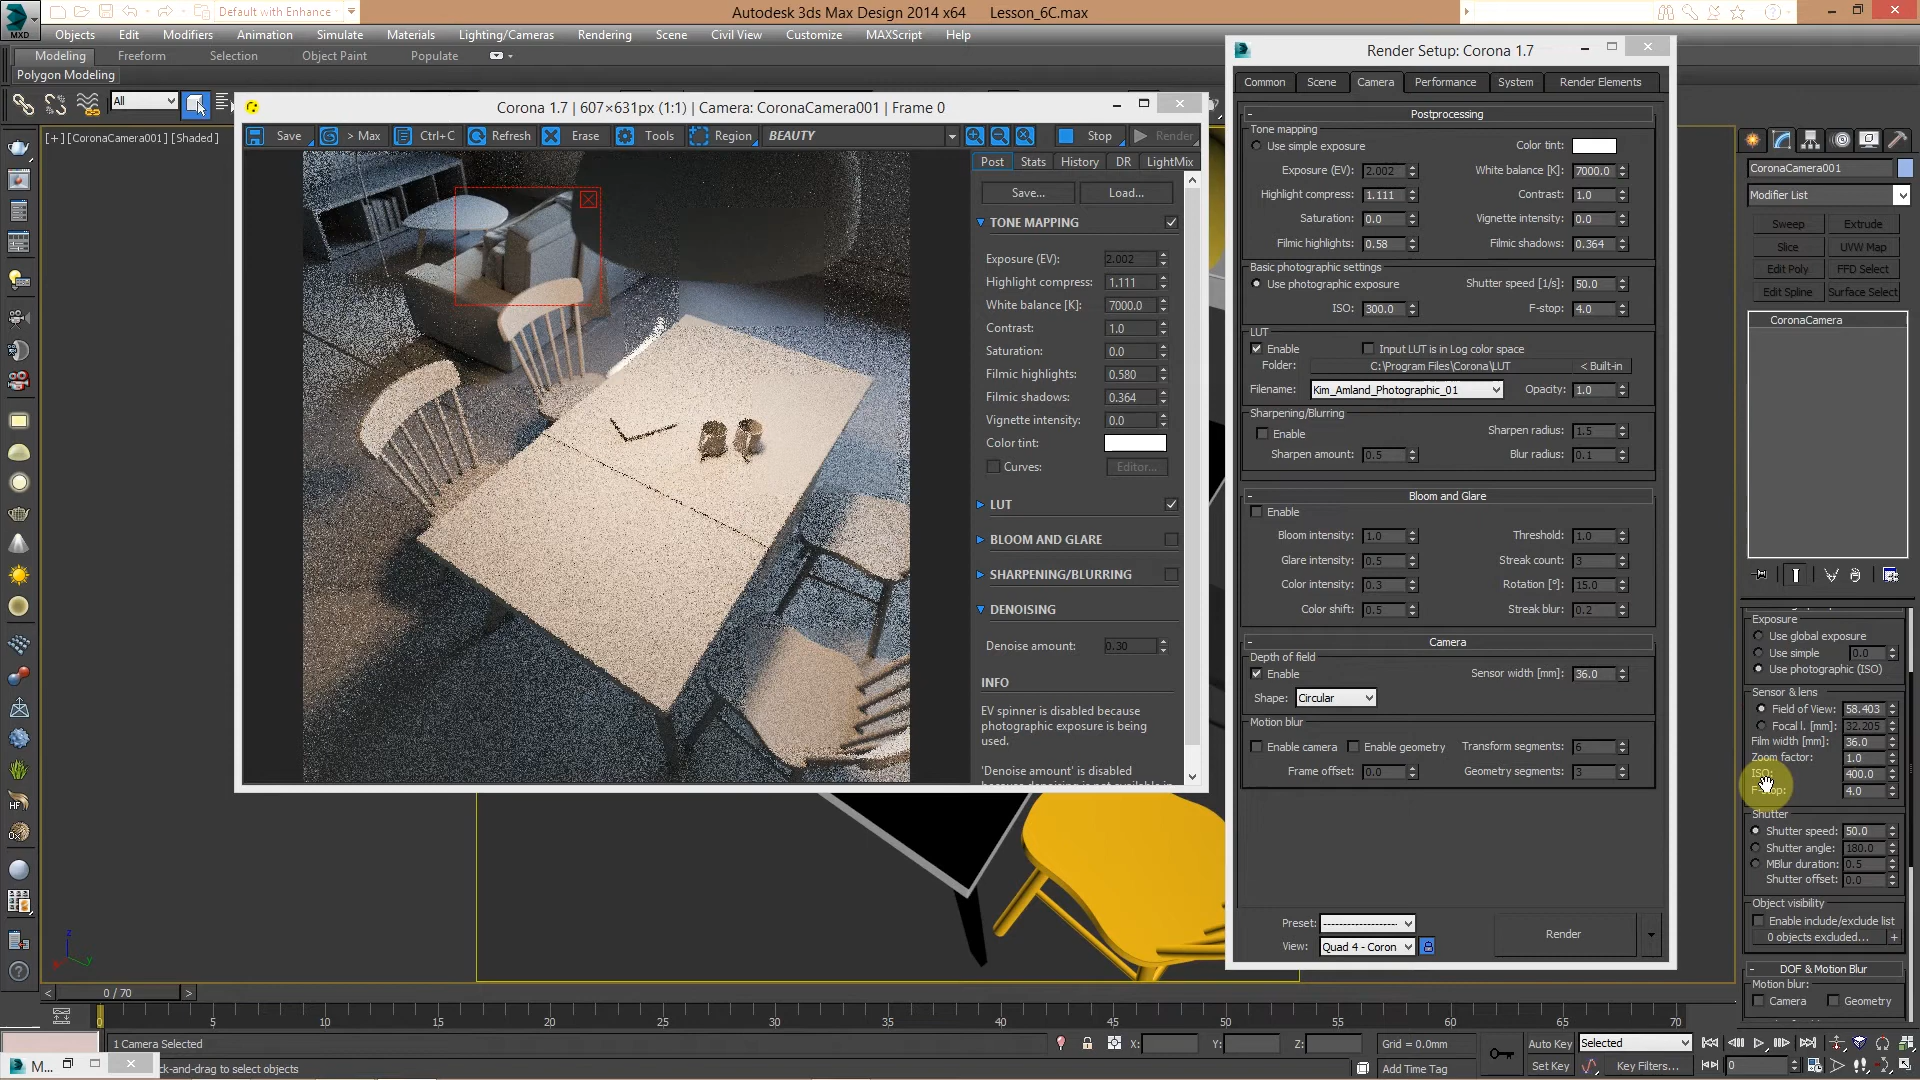 Default with Enhance
Autodesk 3ds Max Design 2014 x64 Lesson_6C.max
MXD
Objects Edit Modifiers Animation Simulate Materials Lighting/Cameras Rendering Scene Civil View Customize MAXScript Help
Modeling Freeform Selection Object Paint Populate
Polygon Modeling
All
[+] [CoronaCamera001] [Shaded]
Corona 1.7 | 607×631px (1:1) | Camera: CoronaCamera001 | Frame 0
Save > Max Ctrl+C Refresh Erase Tools Region BEAUTY Stop Render
Post Stats History DR LightMix
Save... Load...
TONE MAPPING
Exposure (EV): 2.002
Highlight compress: 1.111
White balance [K]: 7000.0
Contrast: 1.0
Saturation: 0.0
Filmic highlights: 0.580
Filmic shadows: 0.364
Vignette intensity: 0.0
Color tint:
Curves: Editor...
LUT
BLOOM AND GLARE
SHARPENING/BLURRING
DENOISING
Denoise amount: 0.30
INFO
EV spinner is disabled because
photographic exposure is being
used.
'Denoise amount' is disabled
Render Setup: Corona 1.7
Common Scene Camera Performance System Render Elements
Postprocessing
Tone mapping
Use simple exposure Color tint:
Exposure (EV): 2.002 White balance [K]: 7000.0
Highlight compress: 1.111 Contrast: 1.0
Saturation: 0.0 Vignette intensity: 0.0
Filmic highlights: 0.58 Filmic shadows: 0.364
Basic photographic settings
Use photographic exposure Shutter speed [1/s]: 50.0
ISO: 300.0 F-stop: 4.0
LUT
Enable Input LUT is in Log color space
Folder: C:\Program Files\Corona\LUT < Built-in
Filename: Kim_Amland_Photographic_01 Opacity: 1.0
Sharpening/Blurring
Enable Sharpen radius: 1.5
Sharpen amount: 0.5 Blur radius: 0.1
Bloom and Glare
Enable
Bloom intensity: 1.0 Threshold: 1.0
Glare intensity: 0.5 Streak count: 3
Color intensity: 0.3 Rotation [°]: 15.0
Color shift: 0.5 Streak blur: 0.2
Camera
Depth of field
Enable Sensor width [mm]: 36.0
Shape: Circular
Motion blur
Enable camera Enable geometry Transform segments: 6
Frame offset: 0.0 Geometry segments: 3
Preset: --------------------
View: Quad 4 - Coron
Render
CoronaCamera001
Modifier List
Sweep Extrude
Slice UVW Map
Edit Poly FFD Select
Edit Spline Surface Select
CoronaCamera
Exposure
Use global exposure
Use simple 0.0
Use photographic (ISO)
Sensor & lens
Field of View: 58.403
Focal l. [mm] 32.205
Film width [mm]: 36.0
Zoom factor: 1.0
ISO: 400.0
F-stop: 4.0
Shutter
Shutter speed: 50.0
Shutter angle: 180.0
MBlur duration: 0.5
Shutter offset: 0.0
Object visibility
Enable include/exclude list
0 objects excluded... +
DOF & Motion Blur
Motion blur:
Camera Geometry
HF
z
y
0 / 70
0 5 10 15 20 25 30 35 40 45 50 55 60 65 70
1 Camera Selected X: Y: Z: Grid = 0.0mm Auto Key Selected
M... ck-and-drag to select objects Add Time Tag Set Key Key Filters... 0